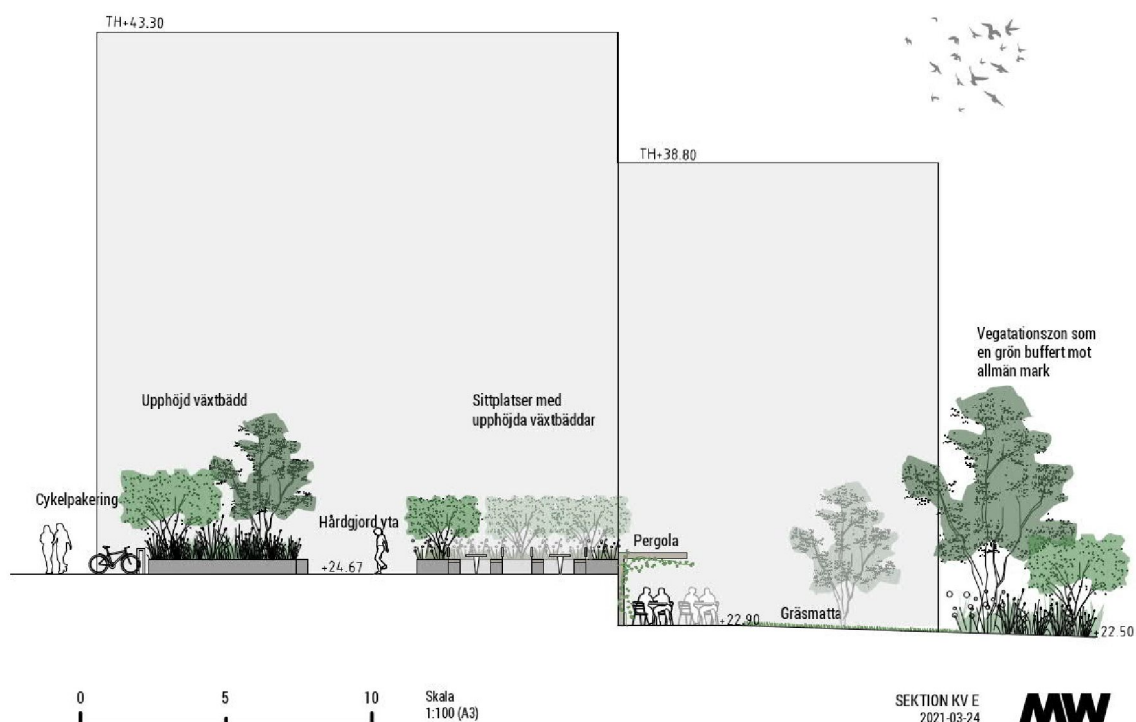 TH+43.30
TH+38.80
Vegatationszon som
en grön buffert mot
allmän mark
Upphöjd växtbädd
Sittplatser med
upphöjda växtbäddar
Cykelpakering
Hårdgjord yta
Pergola
+24.67
Gräsmatta
+22.90
+22.50
0
5
10
Skala
1:100 (A3)
SEKTION KV E
2021-03-24
MW